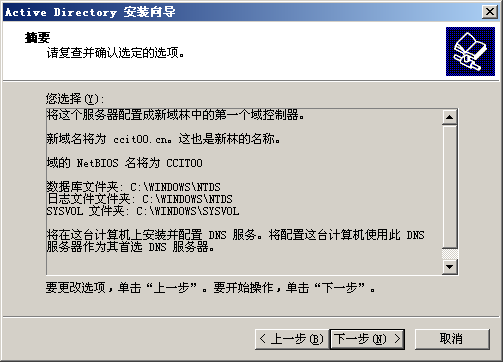 Active Directory 安装向导
摘要
请复查并确认选定的选项。
您选择(Y):
将这个服务器配置成新域林中的第一个域控制器。
新域名将为 ccit00.cn。这也是新林的名称。
域的 NetBIOS 名将为 CCIT00
数据库文件夹: C:\WINDOWS\NTDS
日志文件文件夹: C:\WINDOWS\NTDS
SYSVOL 文件夹: C:\WINDOWS\SYSVOL
将在这台计算机上安装并配置 DNS 服务。将配置这台计算机使用此 DNS
服务器作为其首选 DNS 服务器。
要更改选项，单击“上一步”。要开始操作，单击“下一步”。
< 上一步(B) 下一步(N) > 取消